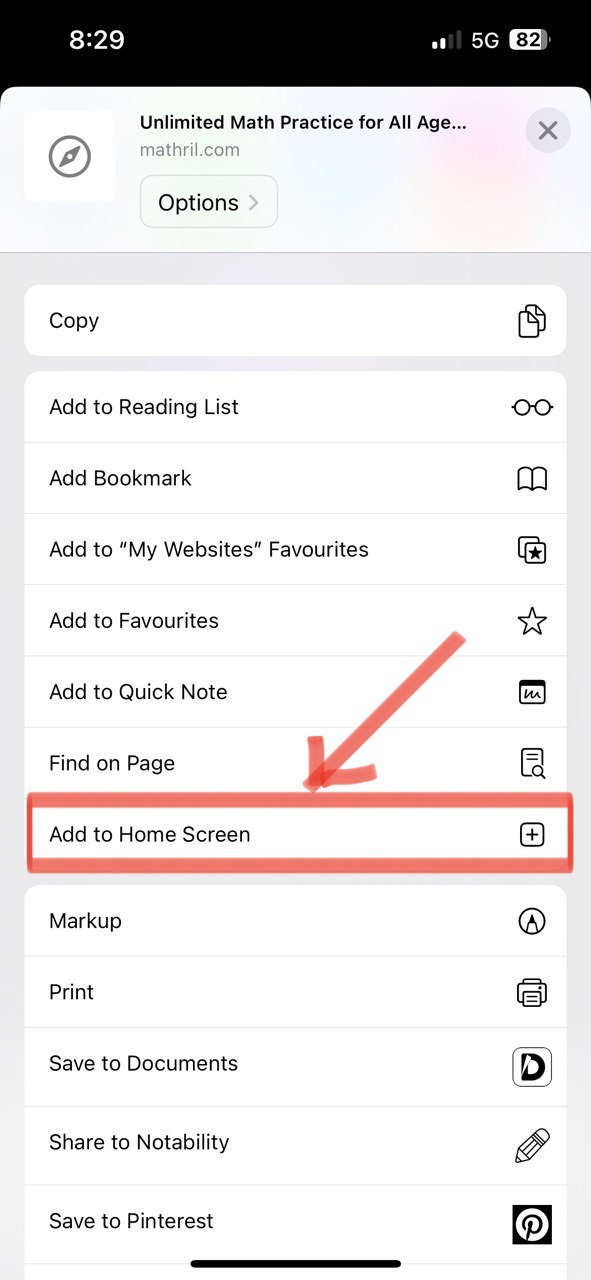 8:29
5G
82
Unlimited Math Practice for All Age...
mathril.com
Options
Copy
Add to Reading List
Add Bookmark
Add to “My Websites” Favourites
Add to Favourites
Add to Quick Note
Find on Page
Add to Home Screen
Markup
Print
Save to Documents
Share to Notability
Save to Pinterest